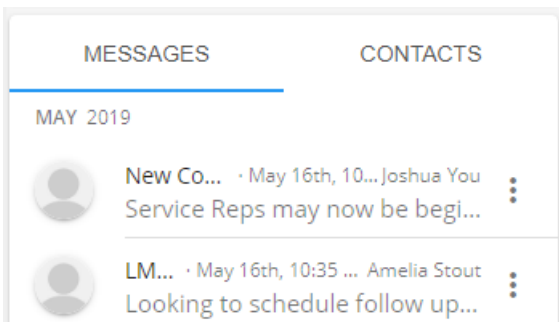 MESSAGES CONTACTS
MAY 2019
New Co... · May 16th, 10... Joshua You
Service Reps may now be begi...
LM... · May 16th, 10:35 ... Amelia Stout
Looking to schedule follow up...